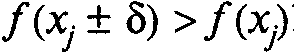 f(x_j ± δ) > f(x_j)